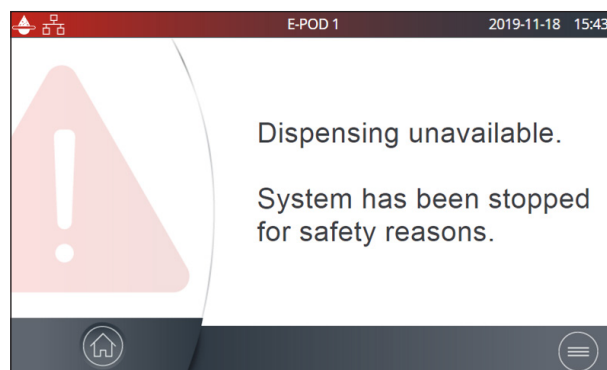 E-POD 1 2019-11-18 15:43
Dispensing unavailable.
System has been stopped
for safety reasons.